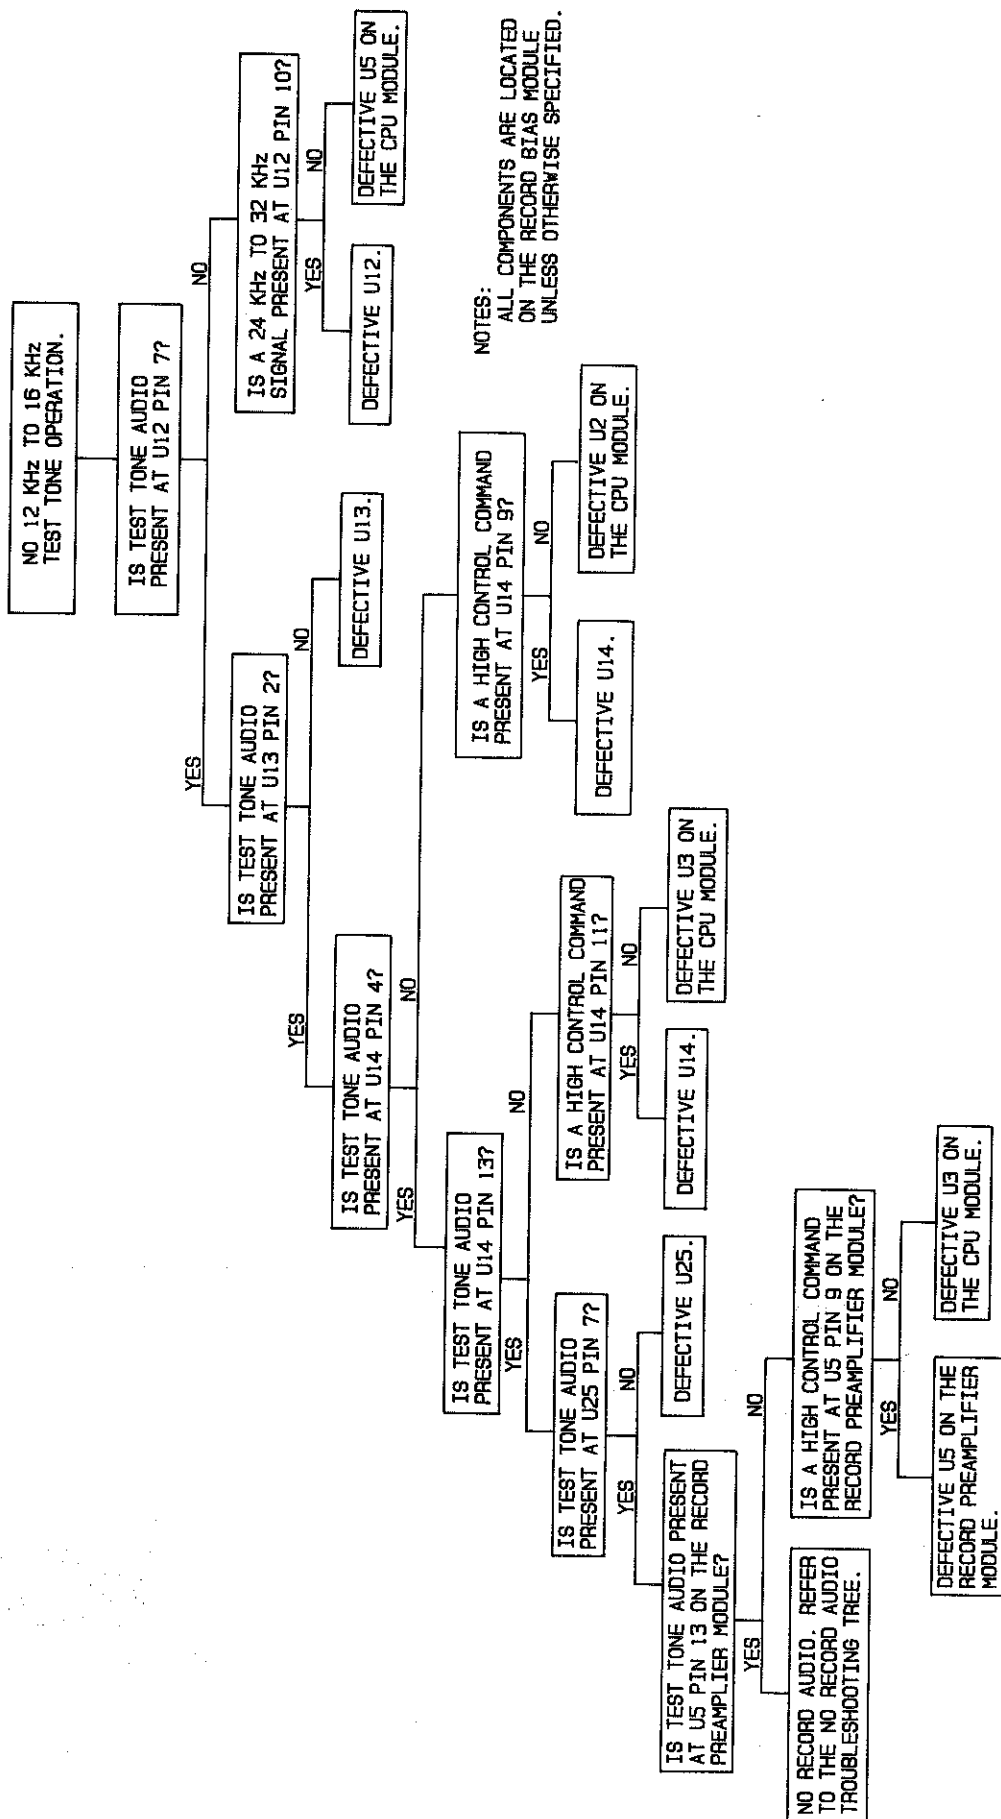 NO 12 KHz TO 16 KHz
TEST TONE OPERATION.
IS TEST TONE AUDIO
PRESENT AT U12 PIN 7?
YES
NO
IS TEST TONE AUDIO
PRESENT AT U13 PIN 2?
IS A 24 KHz TO 32 KHz
SIGNAL PRESENT AT U12 PIN 10?
YES
NO
YES
NO
IS TEST TONE AUDIO
PRESENT AT U14 PIN 4?
DEFECTIVE U13.
DEFECTIVE U12.
DEFECTIVE U5 ON
THE CPU MODULE.
YES
NO
IS TEST TONE AUDIO
PRESENT AT U14 PIN 13?
IS A HIGH CONTROL COMMAND
PRESENT AT U14 PIN 9?
NOTES:
ALL COMPONENTS ARE LOCATED
ON THE RECORD BIAS MODULE
UNLESS OTHERWISE SPECIFIED.
YES
NO
YES
NO
IS TEST TONE AUDIO
PRESENT AT U25 PIN 7?
IS A HIGH CONTROL COMMAND
PRESENT AT U14 PIN 11?
DEFECTIVE U14.
DEFECTIVE U2 ON
THE CPU MODULE.
YES
NO
YES
NO
IS TEST TONE AUDIO PRESENT
AT U5 PIN 13 ON THE RECORD
PREAMPLIER MODULE?
DEFECTIVE U25.
DEFECTIVE U14.
DEFECTIVE U3 ON
THE CPU MODULE.
YES
NO
NO RECORD AUDIO. REFER
TO THE NO RECORD AUDIO
TROUBLESHOOTING TREE.
IS A HIGH CONTROL COMMAND
PRESENT AT U5 PIN 9 ON THE
RECORD PREAMPLIFIER MODULE?
YES
NO
DEFECTIVE U5 ON THE
RECORD PREAMPLIFIER
MODULE.
DEFECTIVE U3 ON
THE CPU MODULE.